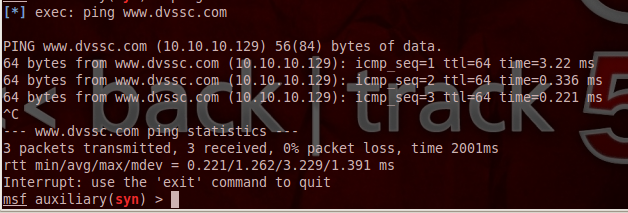 [*] exec: ping www.dvssc.com
PING www.dvssc.com (10.10.10.129) 56(84) bytes of data.
64 bytes from www.dvssc.com (10.10.10.129): icmp_seq=1 ttl=64 time=3.22 ms
64 bytes from www.dvssc.com (10.10.10.129): icmp_seq=2 ttl=64 time=0.336 ms
64 bytes from www.dvssc.com (10.10.10.129): icmp_seq=3 ttl=64 time=0.221 ms
^C
<< back | track 5
--- www.dvssc.com ping statistics ---
3 packets transmitted, 3 received, 0% packet loss, time 2001ms
rtt min/avg/max/mdev = 0.221/1.262/3.229/1.391 ms
Interrupt: use the 'exit' command to quit
msf auxiliary(syn) >